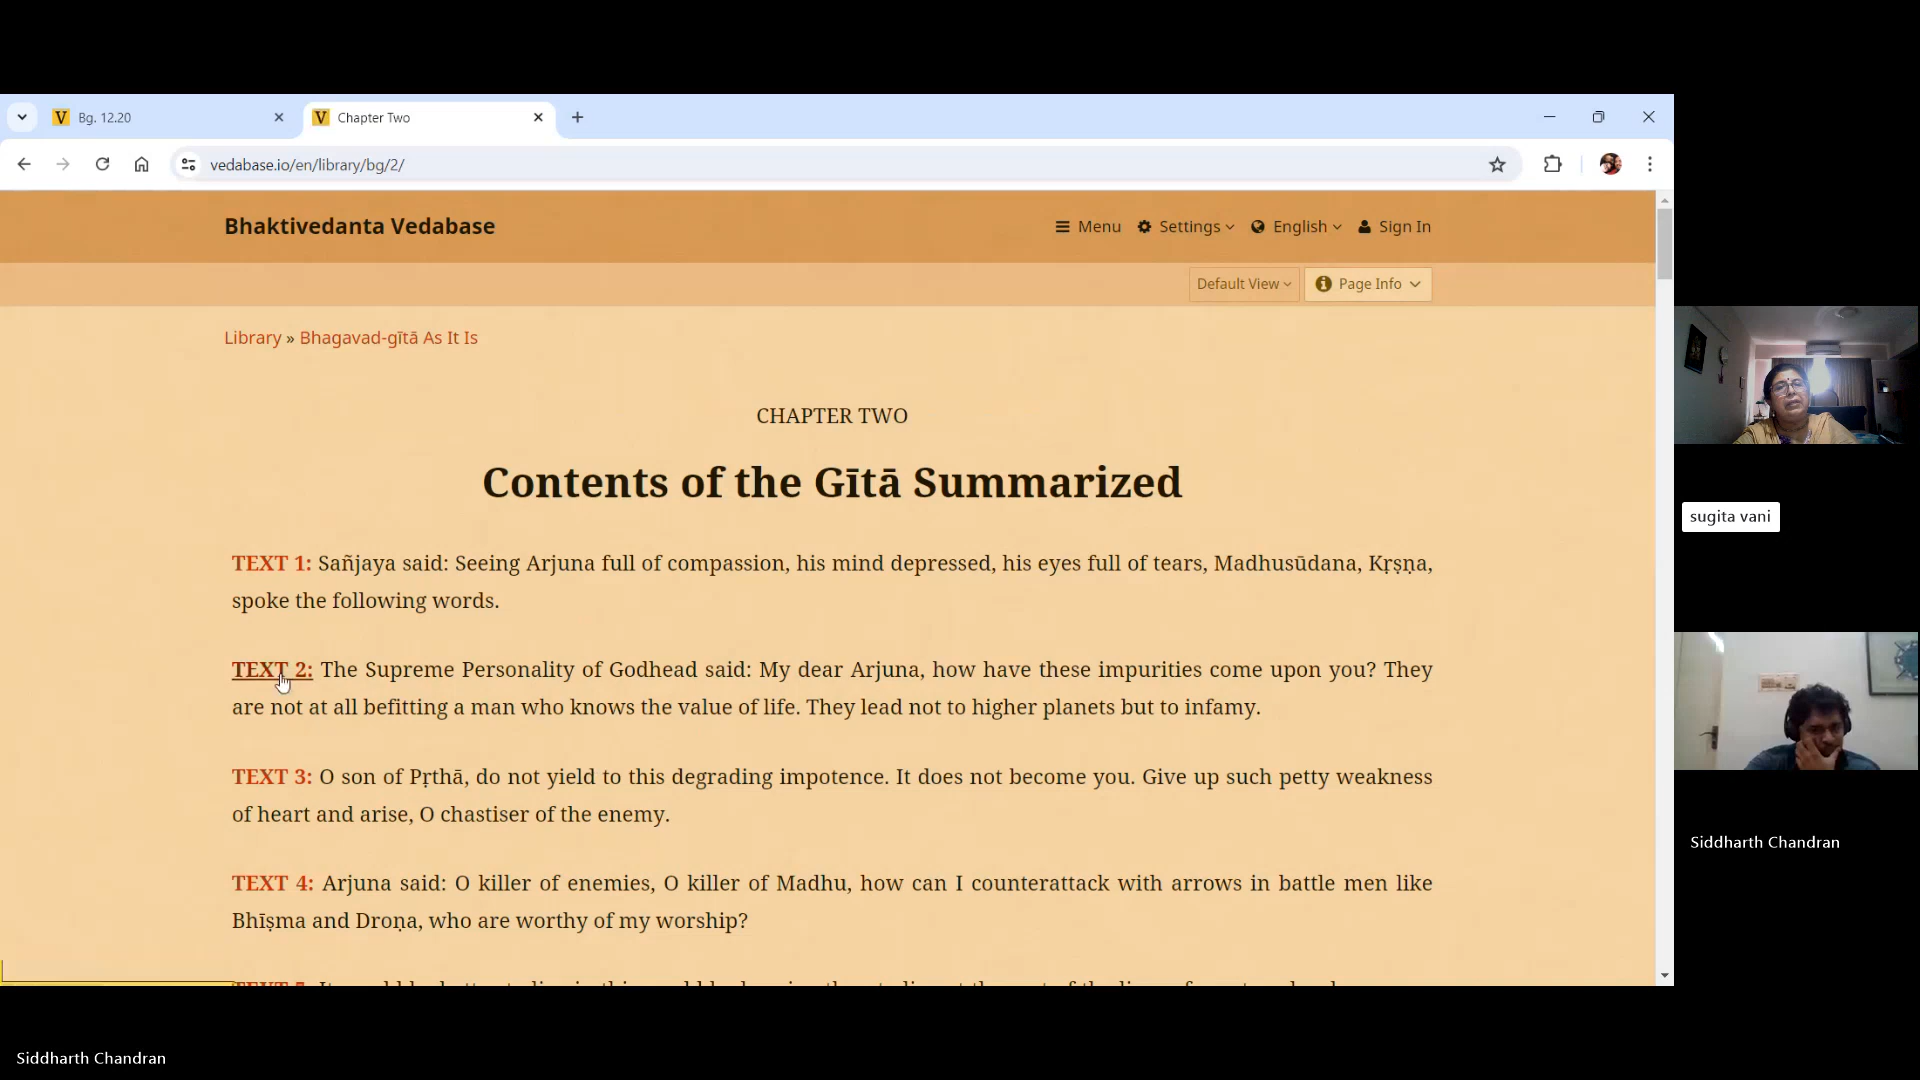 Bg. 12.20
Chapter Two
vedabase.io/en/library/bg/2/
Bhaktivedanta Vedabase
Menu Settings English Sign In
Default View Page Info
Library » Bhagavad-gītā As It Is
CHAPTER TWO
Contents of the Gītā Summarized
TEXT 1: Sañjaya said: Seeing Arjuna full of compassion, his mind depressed, his eyes full of tears, Madhusūdana, Kṛṣṇa,
spoke the following words.
TEXT 2: The Supreme Personality of Godhead said: My dear Arjuna, how have these impurities come upon you? They
are not at all befitting a man who knows the value of life. They lead not to higher planets but to infamy.
TEXT 3: O son of Pṛthā, do not yield to this degrading impotence. It does not become you. Give up such petty weakness
of heart and arise, O chastiser of the enemy.
TEXT 4: Arjuna said: O killer of enemies, O killer of Madhu, how can I counterattack with arrows in battle men like
Bhīṣma and Droṇa, who are worthy of my worship?
sugita vani
Siddharth Chandran
Siddharth Chandran